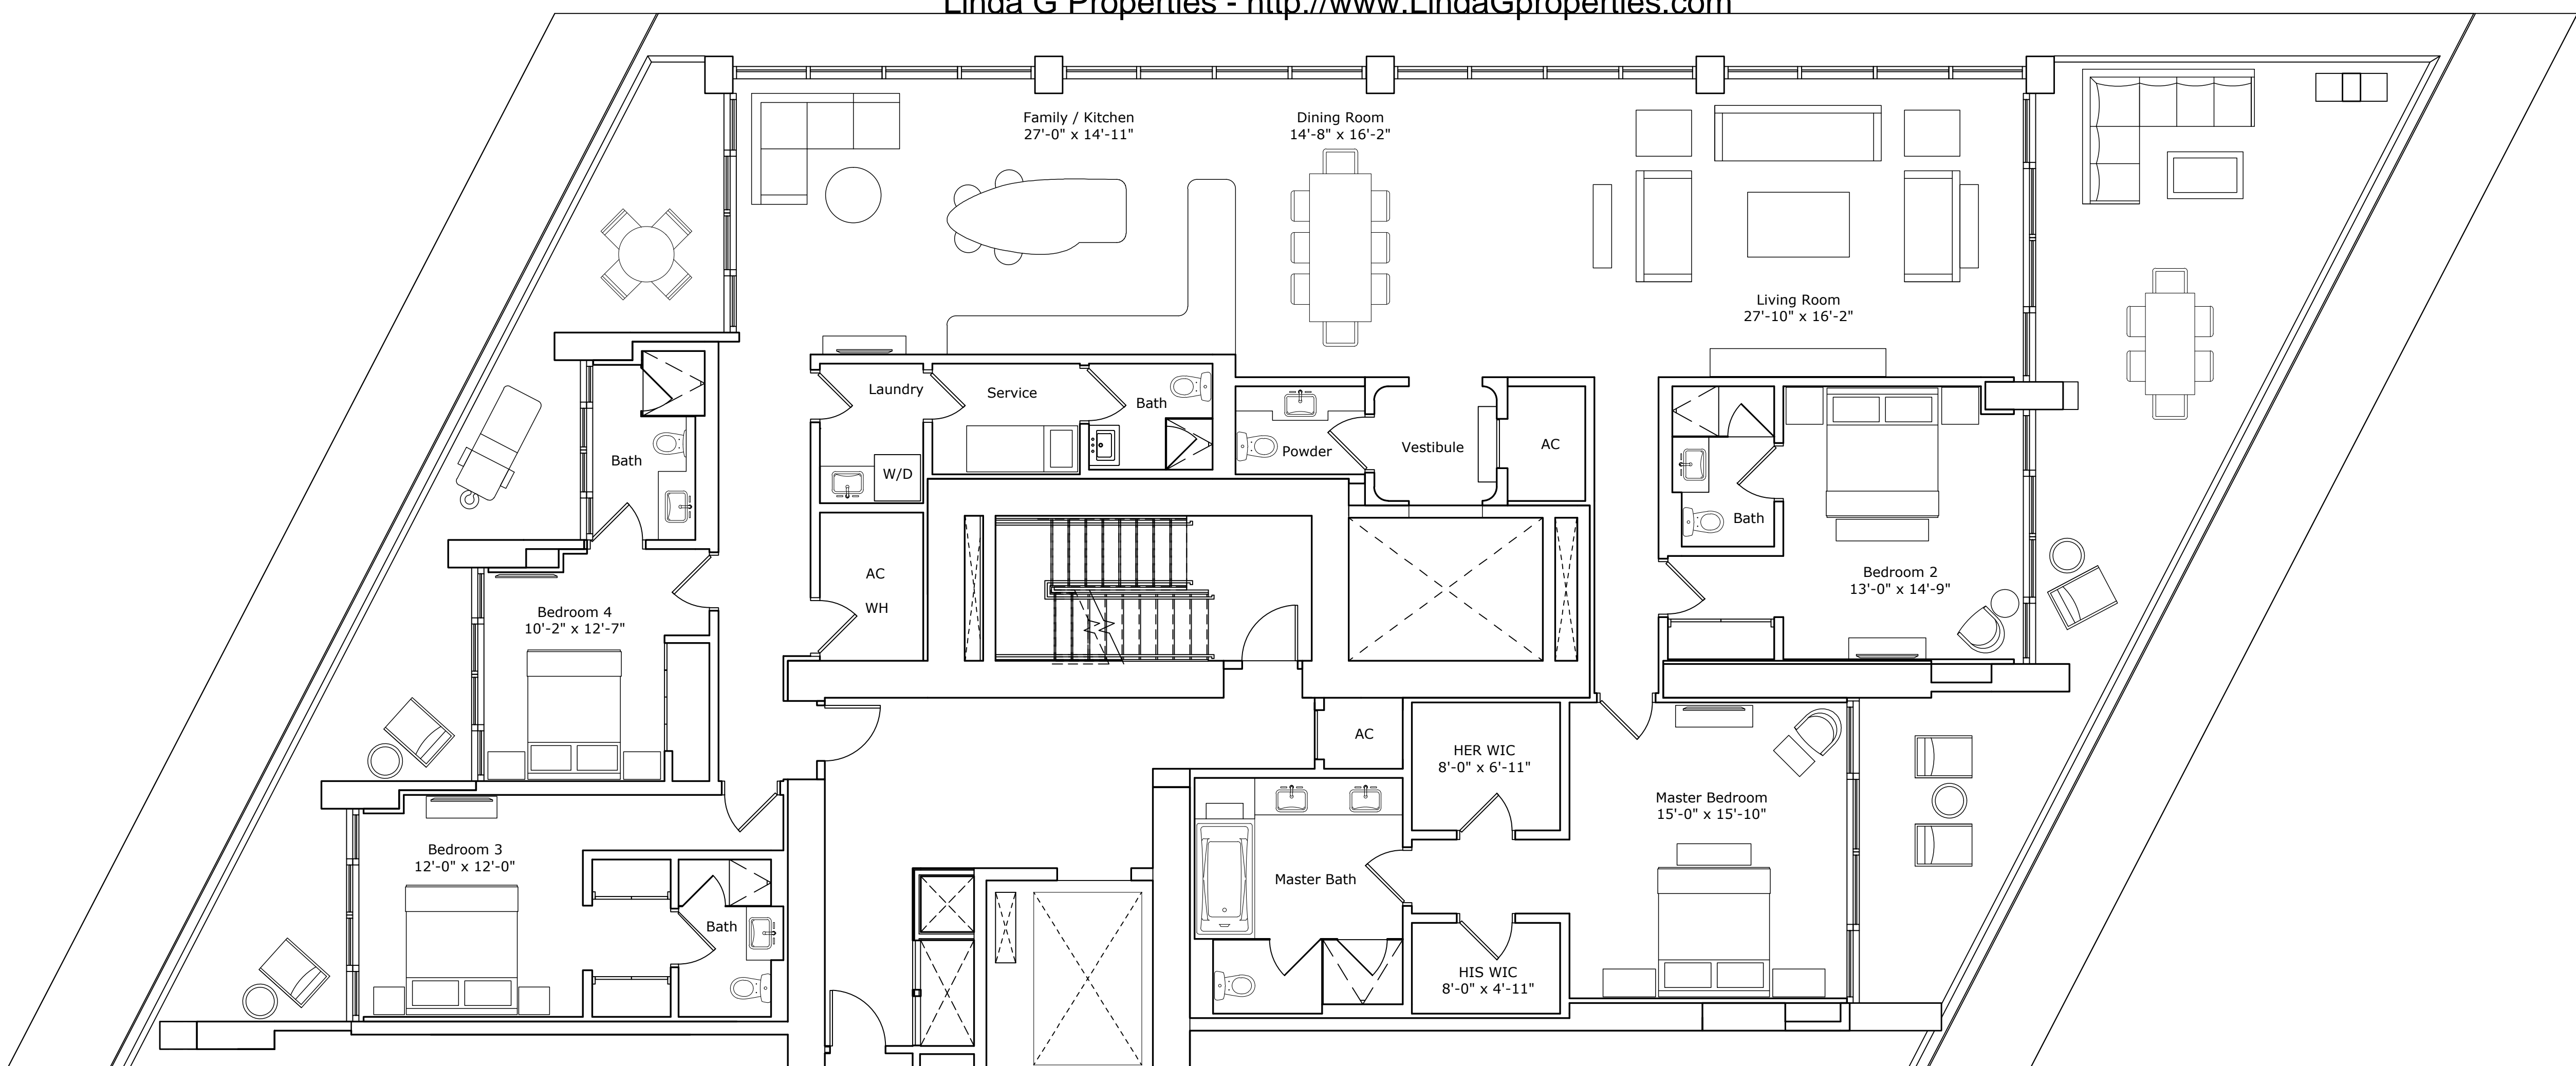 Linda G Properties - http://www.LindaGproperties.com
Family / Kitchen
27'-0" x 14'-11"
Dining Room
14'-8" x 16'-2"
Living Room
27'-10" x 16'-2"
Laundry
Service
Bath
W/D
Powder
Vestibule
AC
Bath
Bath
Bedroom 2
13'-0" x 14'-9"
AC
WH
Bedroom 4
10'-2" x 12'-7"
AC
HER WIC
8'-0" x 6'-11"
Master Bedroom
15'-0" x 15'-10"
Bedroom 3
12'-0" x 12'-0"
Bath
Master Bath
HIS WIC
8'-0" x 4'-11"